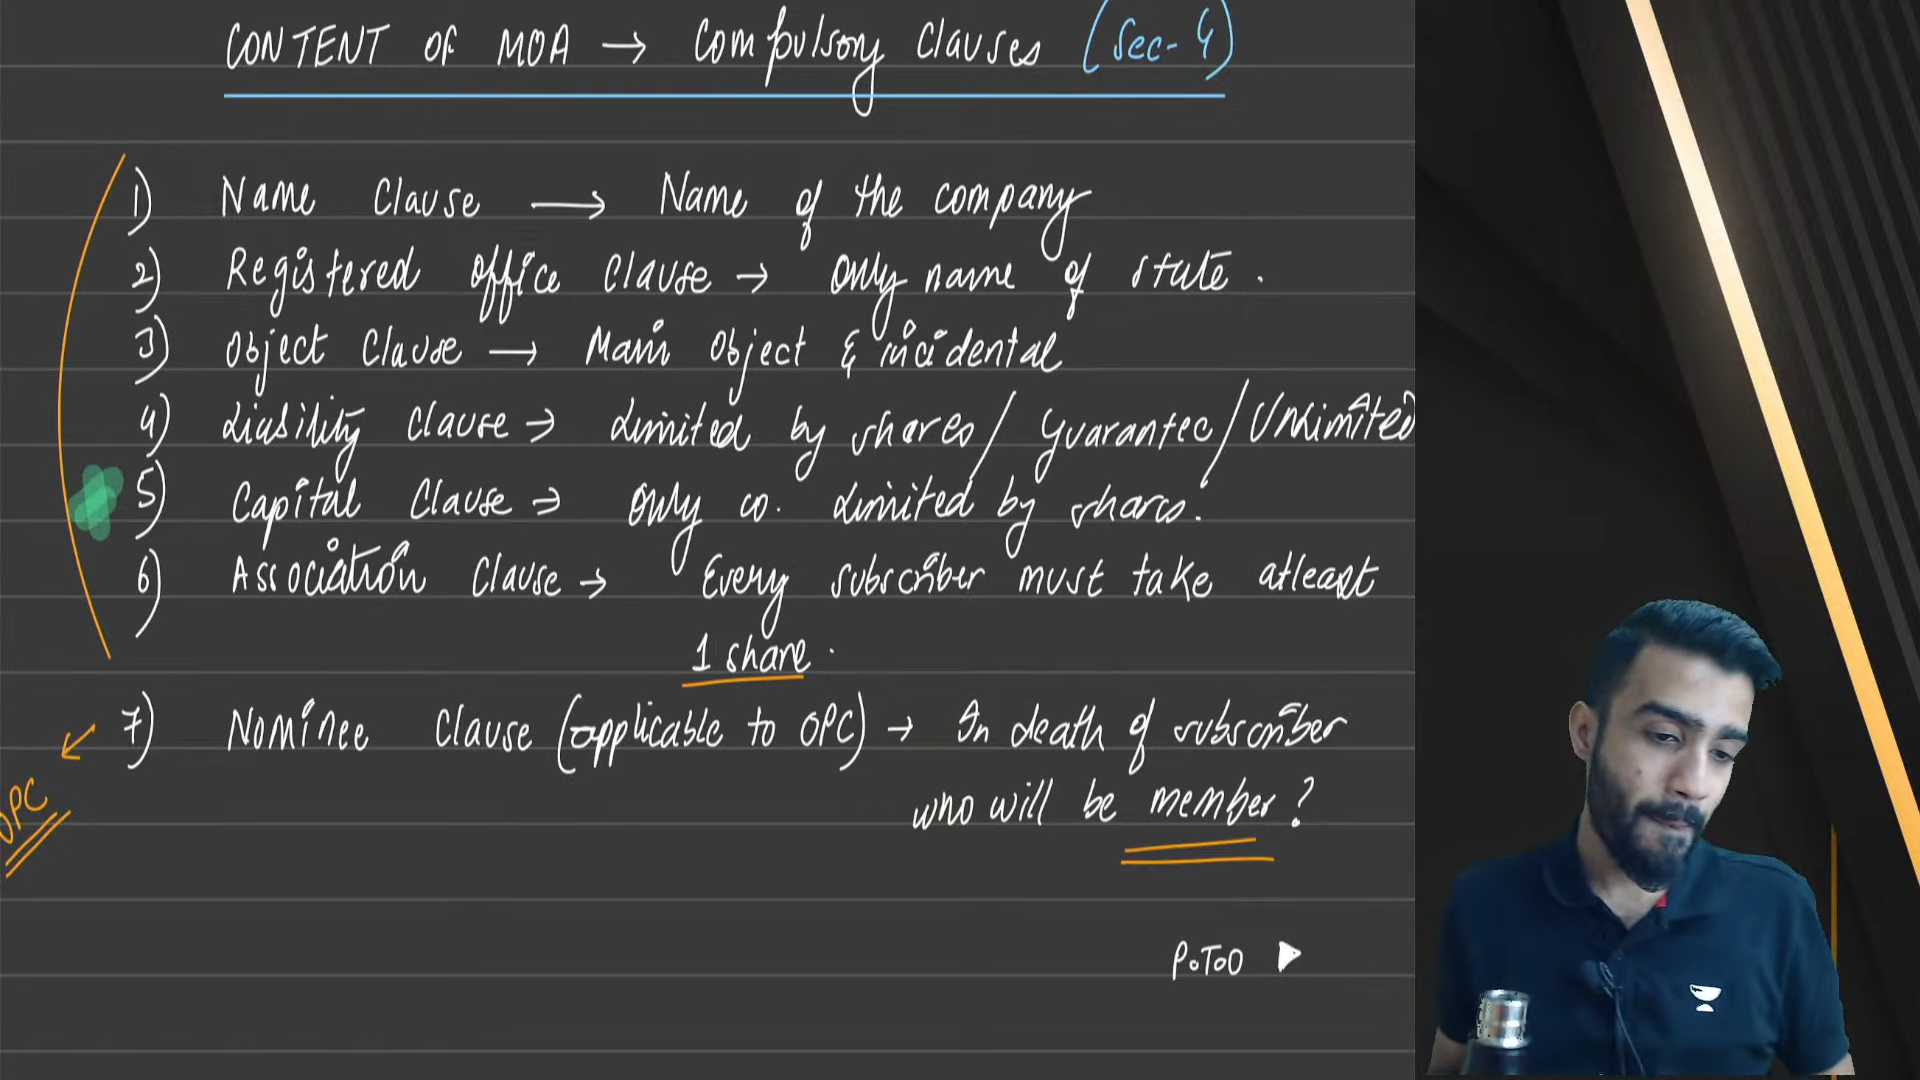 CONTENT OF MOA → Compulsory Clauses (Sec-4)
1) Name Clause → Name of the company
2) Registered office Clause → Only name of state.
3) Object Clause → Main Object & incidental
4) Liability Clause → Limited by shares / Guarantee / Unlimited
5) Capital Clause → Only co. Limited by shares.
6) Association Clause → Every subscriber must take atleast
1 share.
7) Nominee Clause (applicable to OPC) → In death of subscriber
OPC
who will be member?
P.T.O ▶